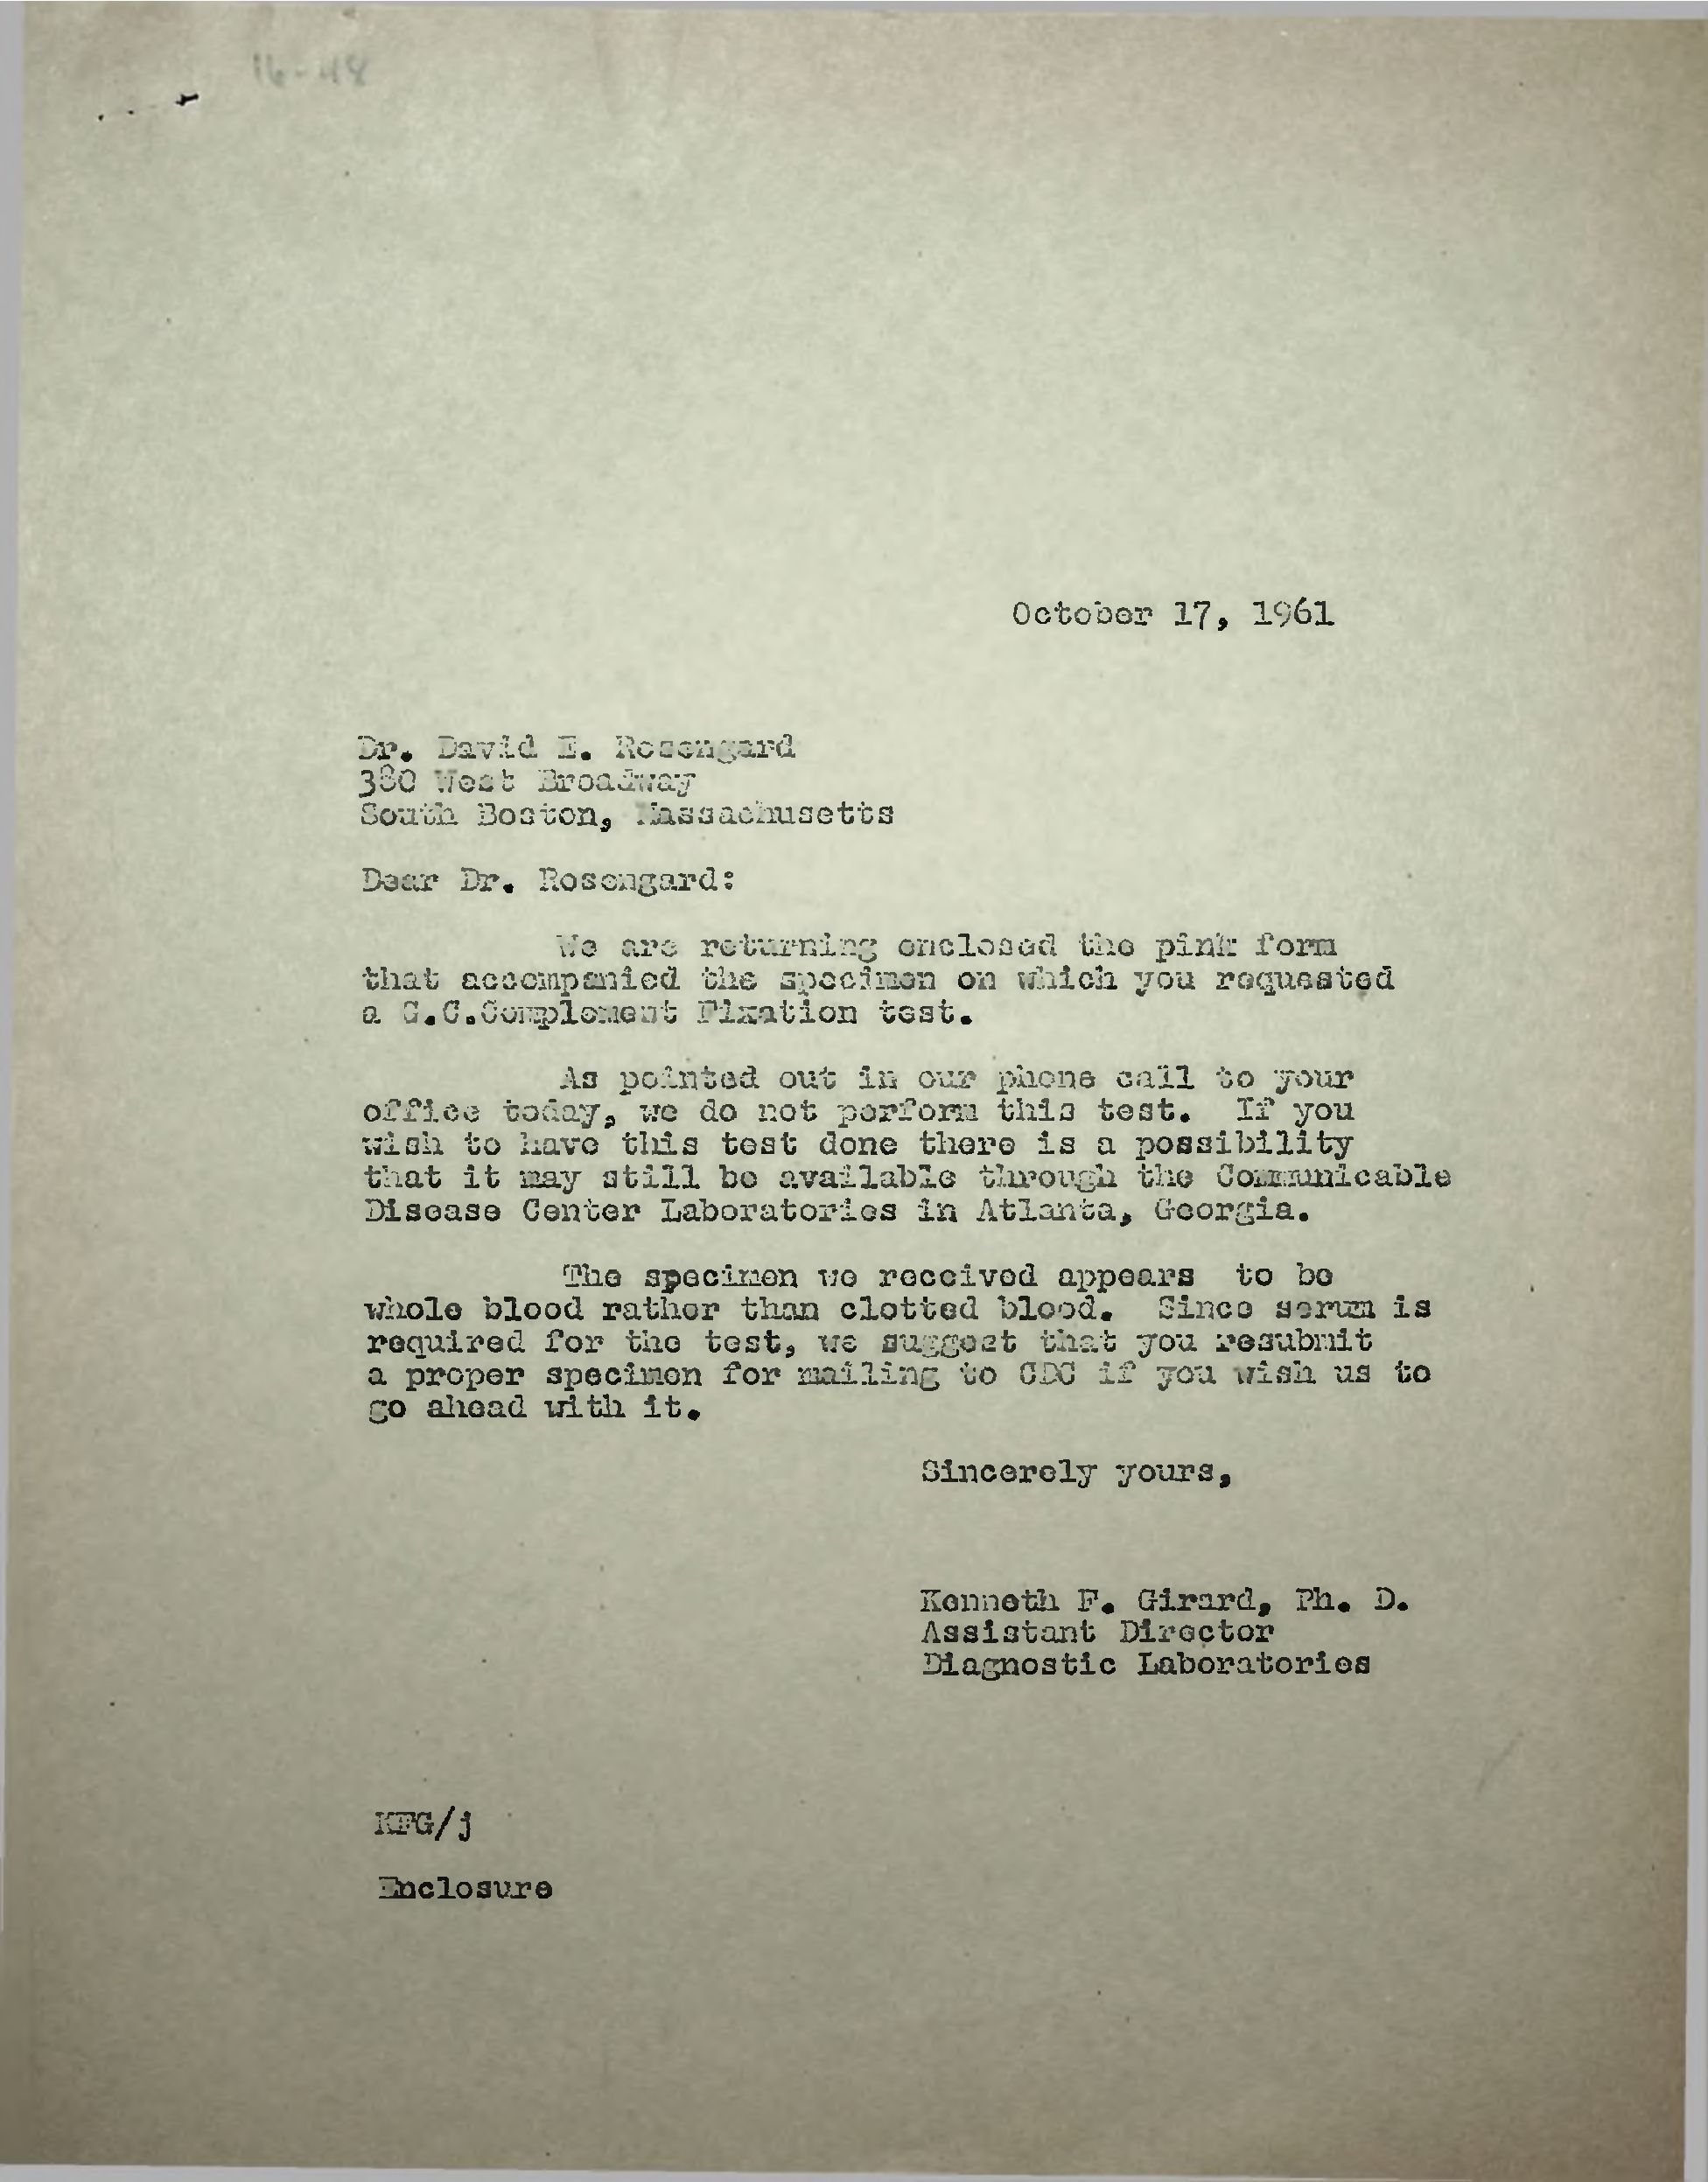 16-48
October 17, 1961
Dr. David E. Rosengard
380 West Broadway
South Boston, Massachusetts
Dear Dr. Rosengard:
We are returning enclosed the pink form
that accompanied the specimen on which you requested
a G.C.Complement Fixation test.
As pointed out in our phone call to your
office today, we do not perform this test. If you
wish to have this test done there is a possibility
that it may still be available through the Communicable
Disease Center Laboratories in Atlanta, Georgia.
The specimen we received appears to be
whole blood rather than clotted blood. Since serum is
required for the test, we suggest that you resubmit
a proper specimen for mailing to CDC if you wish us to
go ahead with it.
Sincerely yours,
Kenneth F. Girard, Ph. D.
Assistant Director
Diagnostic Laboratories
KFG/j
Enclosure